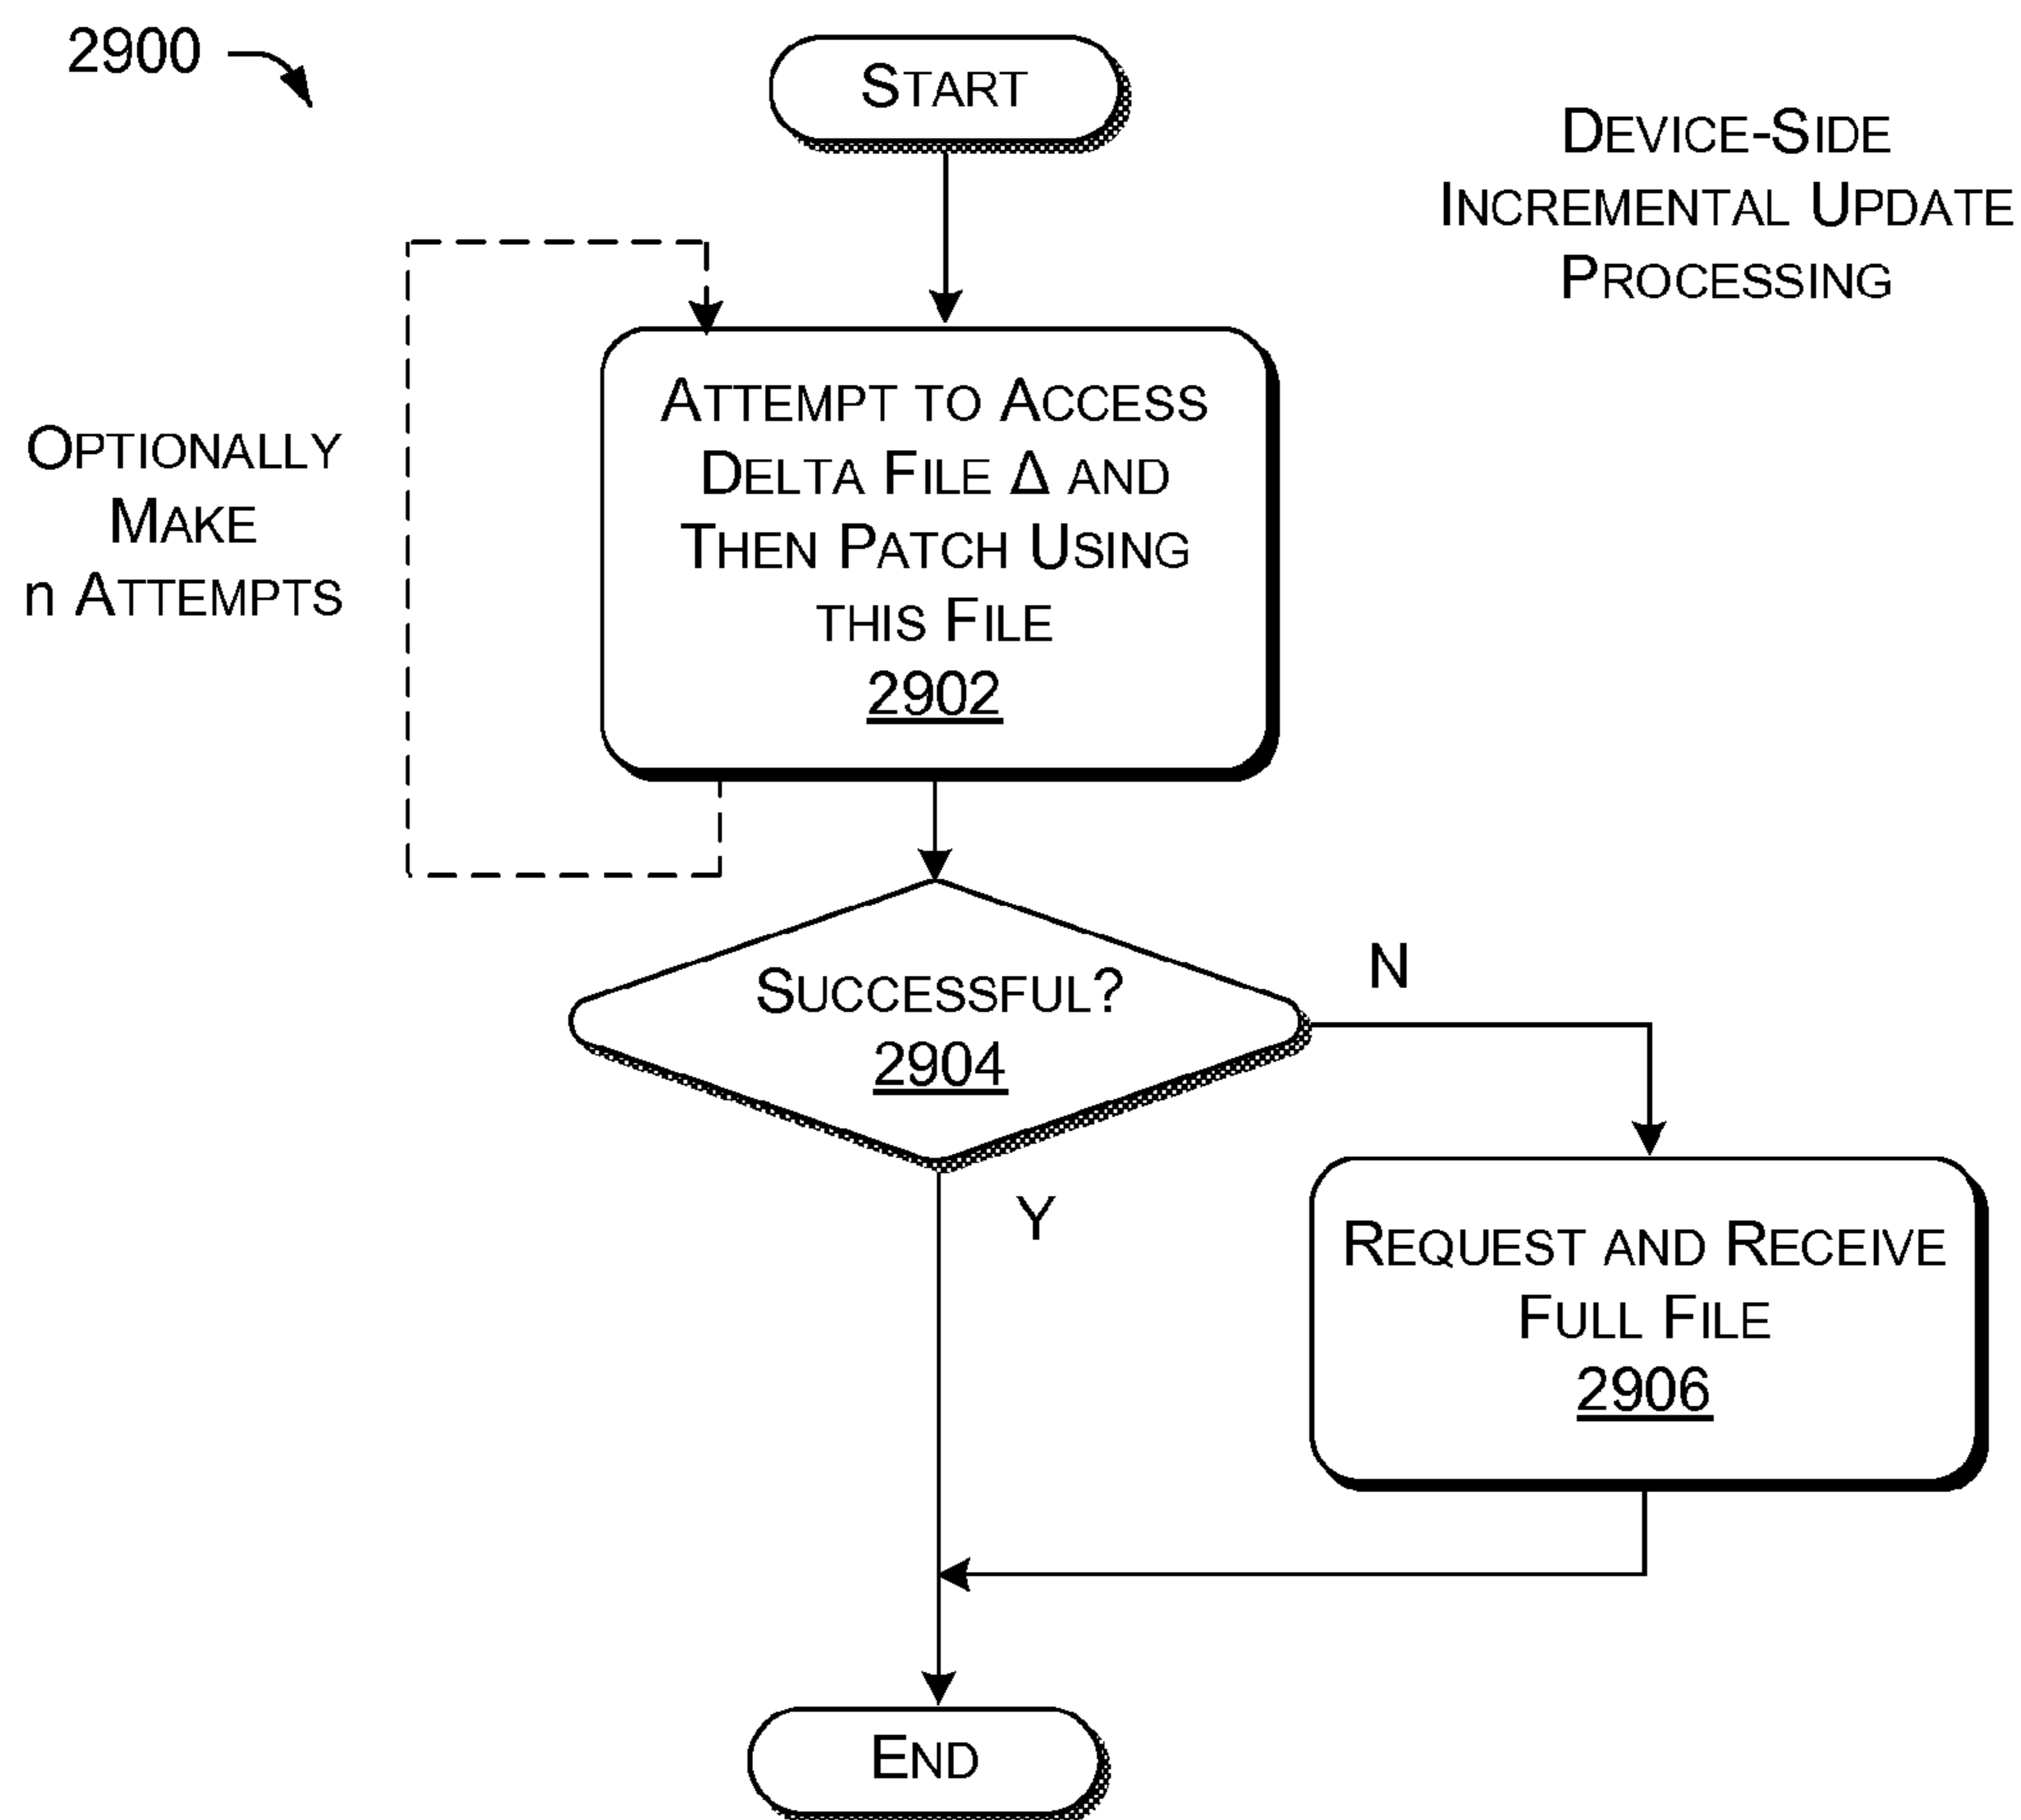 2900
START
DEVICE-SIDE
INCREMENTAL UPDATE
PROCESSING
OPTIONALLY
MAKE
n ATTEMPTS
ATTEMPT TO ACCESS
DELTA FILE Δ AND
THEN PATCH USING
THIS FILE
2902
SUCCESSFUL?
2904
N
Y
REQUEST AND RECEIVE
FULL FILE
2906
END